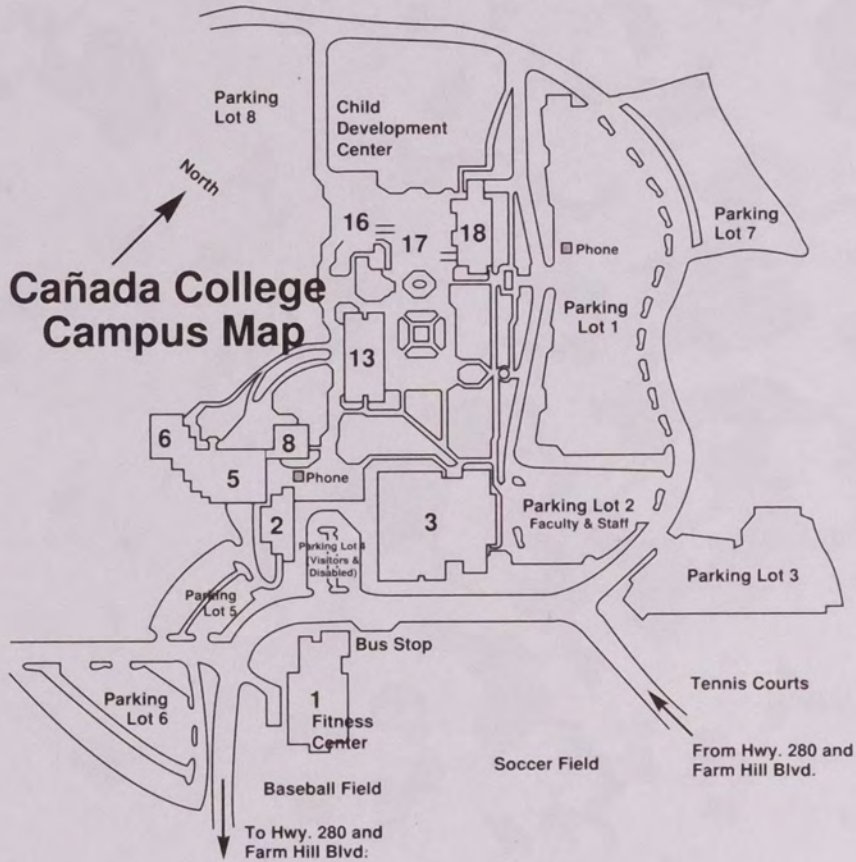 Parking
Lot 8
Child
Development
Center
North
16
17
18
Phone
Parking
Lot 7
Cañada College
Campus Map
Parking
Lot 1
13
6
8
5
Phone
2
3
Parking Lot 2
Faculty & Staff
Parking Lot 4
(Visitors &
Disabled)
Parking Lot 3
Parking
Lot 5
Bus Stop
Parking
Lot 6
1
Fitness
Center
Tennis Courts
From Hwy. 280 and
Farm Hill Blvd.
Soccer Field
Baseball Field
To Hwy. 280 and
Farm Hill Blvd.